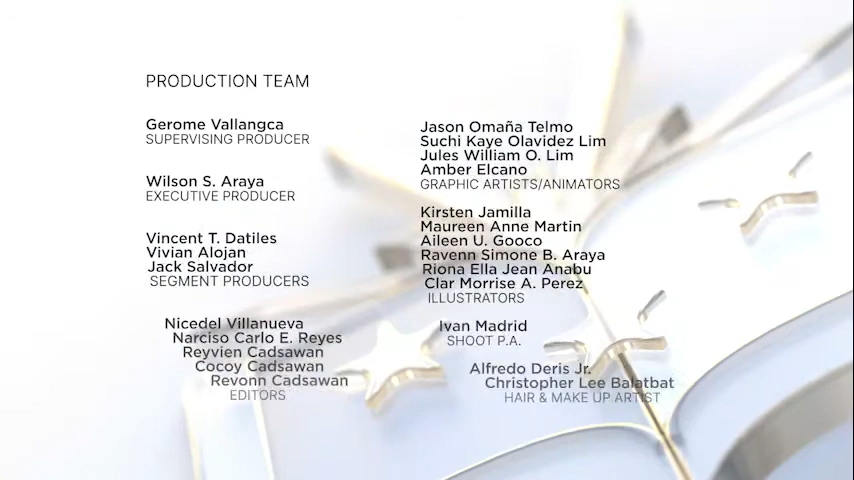 PRODUCTION TEAM
Gerome Vallangca
SUPERVISING PRODUCER
Wilson S. Araya
EXECUTIVE PRODUCER
Vincent T. Datiles
Vivian Alojan
Jack Salvador
SEGMENT PRODUCERS
Nicedel Villanueva
Narciso Carlo E. Reyes
Reyvien Cadsawan
Cocoy Cadsawan
Revonn Cadsawan
EDITORS
Jason Omaña Telmo
Suchi Kaye Olavidez Lim
Jules William O. Lim
Amber Elcano
GRAPHIC ARTISTS/ANIMATORS
Kirsten Jamilla
Maureen Anne Martin
Aileen U. Gooco
Ravenn Simone B. Araya
Riona Ella Jean Anabu
Clar Morrise A. Perez
ILLUSTRATORS
Ivan Madrid
SHOOT P.A.
Alfredo Deris Jr.
Christopher Lee Balatbat
HAIR & MAKE UP ARTIST